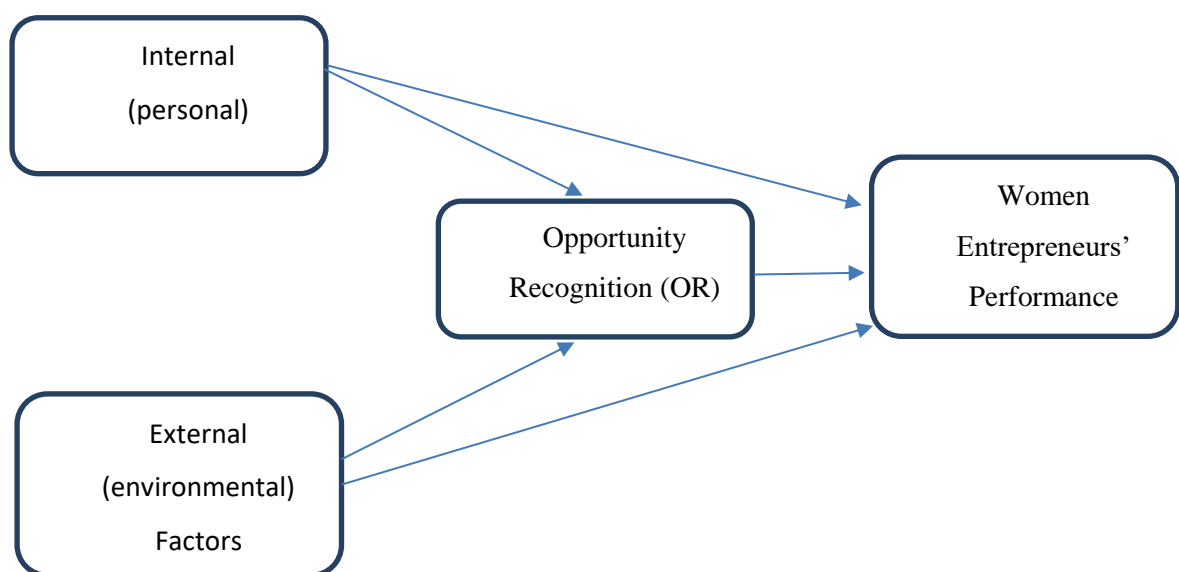 Internal
(personal)
Opportunity
Recognition (OR)
Women
Entrepreneurs’
Performance
External
(environmental)
Factors